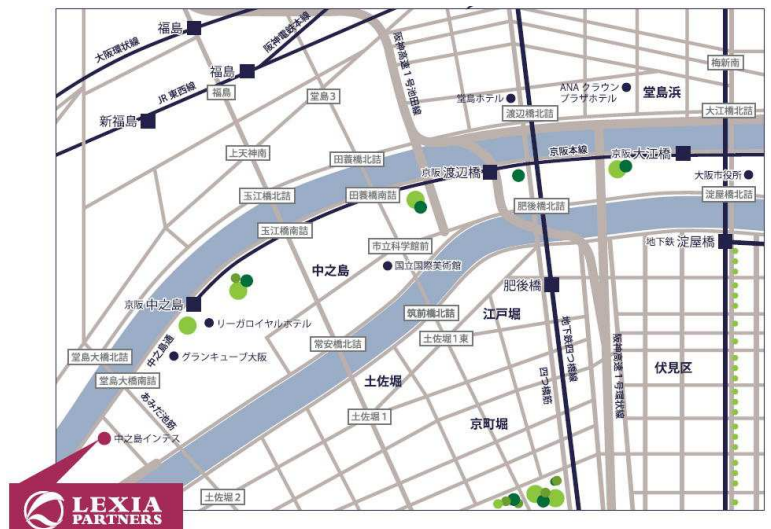 福島
大阪環状線
阪神電鉄本線
福島
JR 東西線
福島
新福島
阪神高速1号池田線
堂島3
堂島ホテル
ANA クラウン
プラザホテル
堂島浜
梅新南
渡辺橋北詰
大江橋北詰
上天神南
田蓑橋北詰
京阪本線
京阪 大江橋
京阪 渡辺橋
大阪市役所
玉江橋北詰
田蓑橋南詰
肥後橋北詰
淀屋橋北詰
玉江橋南詰
市立科学館前
地下鉄 淀屋橋
中之島
国立国際美術館
肥後橋
京阪 中之島
リーガロイヤルホテル
筑前橋北詰
江戸堀
常安橋北詰
土佐堀1東
地下鉄四つ橋線
四つ橋筋
阪神高速1号環状線
堂島大橋北詰
中之島通
グランキューブ大阪
堂島大橋南詰
土佐堀
伏見区
あみだ池筋
土佐堀1
京町堀
中之島インテス
土佐堀2
LEXIA
PARTNERS